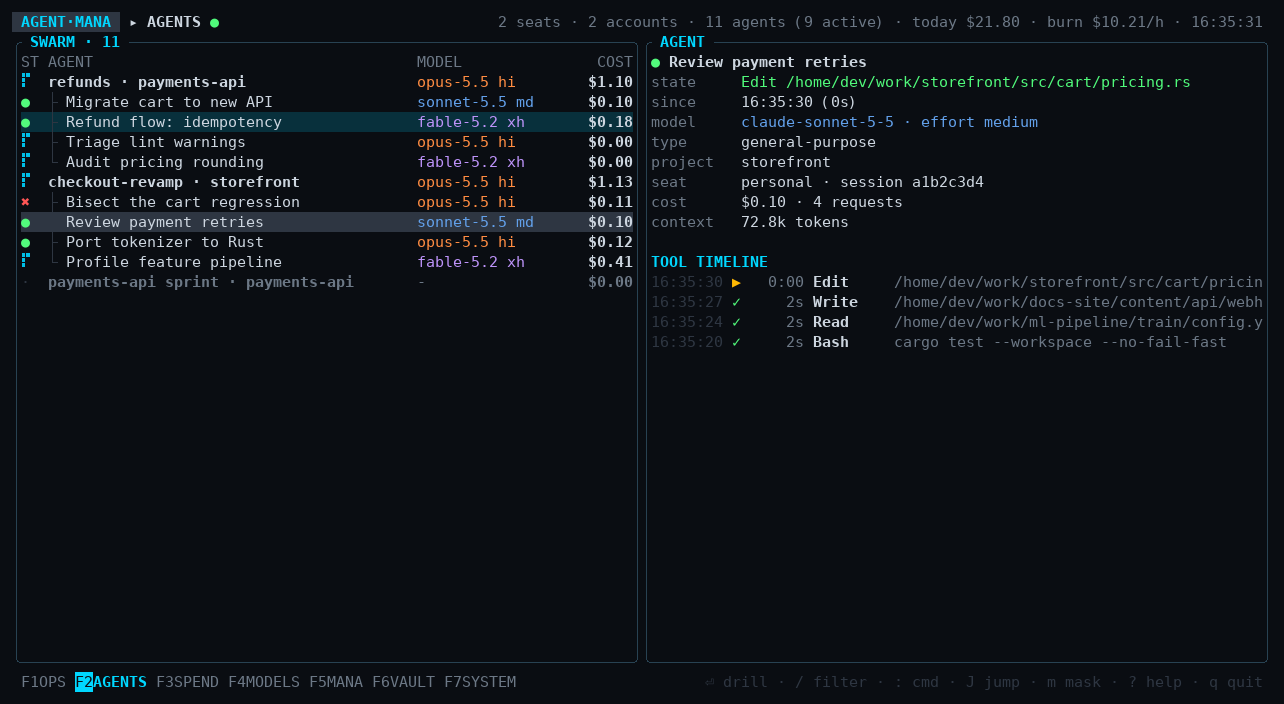 AGENT·MANA ▸ AGENTS ● 2 seats · 2 accounts · 11 agents (9 active) · today $21.80 · burn $10.21/h · 16:35:31
SWARM · 11
ST AGENT MODEL COST
refunds · payments-api opus-5.5 hi $1.10
● Migrate cart to new API sonnet-5.5 md $0.10
● Refund flow: idempotency fable-5.2 xh $0.18
Triage lint warnings opus-5.5 hi $0.00
Audit pricing rounding fable-5.2 xh $0.00
checkout-revamp · storefront opus-5.5 hi $1.13
✖ Bisect the cart regression opus-5.5 hi $0.11
● Review payment retries sonnet-5.5 md $0.10
● Port tokenizer to Rust opus-5.5 hi $0.12
Profile feature pipeline fable-5.2 xh $0.41
· payments-api sprint · payments-api - $0.00
AGENT
● Review payment retries
state Edit /home/dev/work/storefront/src/cart/pricing.rs
since 16:35:30 (0s)
model claude-sonnet-5-5 · effort medium
type general-purpose
project storefront
seat personal · session a1b2c3d4
cost $0.10 · 4 requests
context 72.8k tokens
TOOL TIMELINE
16:35:30 ▶ 0:00 Edit /home/dev/work/storefront/src/cart/pricin
16:35:27 ✓ 2s Write /home/dev/work/docs-site/content/api/webh
16:35:24 ✓ 2s Read /home/dev/work/ml-pipeline/train/config.y
16:35:20 ✓ 2s Bash cargo test --workspace --no-fail-fast
F1OPS F2AGENTS F3SPEND F4MODELS F5MANA F6VAULT F7SYSTEM ⏎ drill · / filter · : cmd · J jump · m mask · ? help · q quit